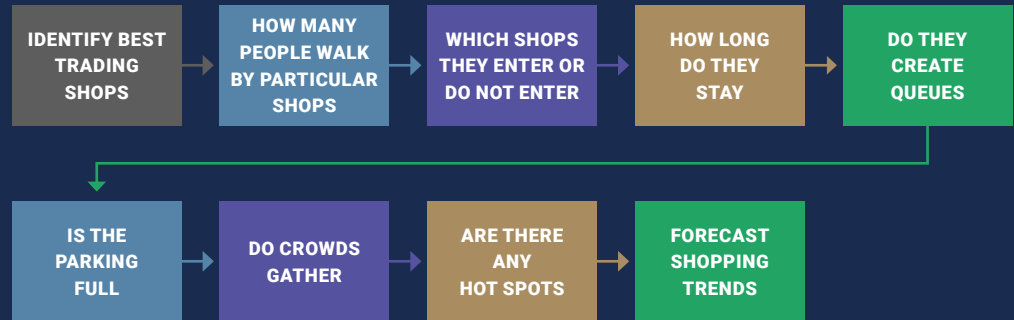 IDENTIFY BEST
TRADING
SHOPS
HOW MANY
PEOPLE WALK
BY PARTICULAR
SHOPS
WHICH SHOPS
THEY ENTER OR
DO NOT ENTER
HOW LONG
DO THEY
STAY
DO THEY
CREATE
QUEUES
IS THE
PARKING
FULL
DO CROWDS
GATHER
ARE THERE
ANY
HOT SPOTS
FORECAST
SHOPPING
TRENDS